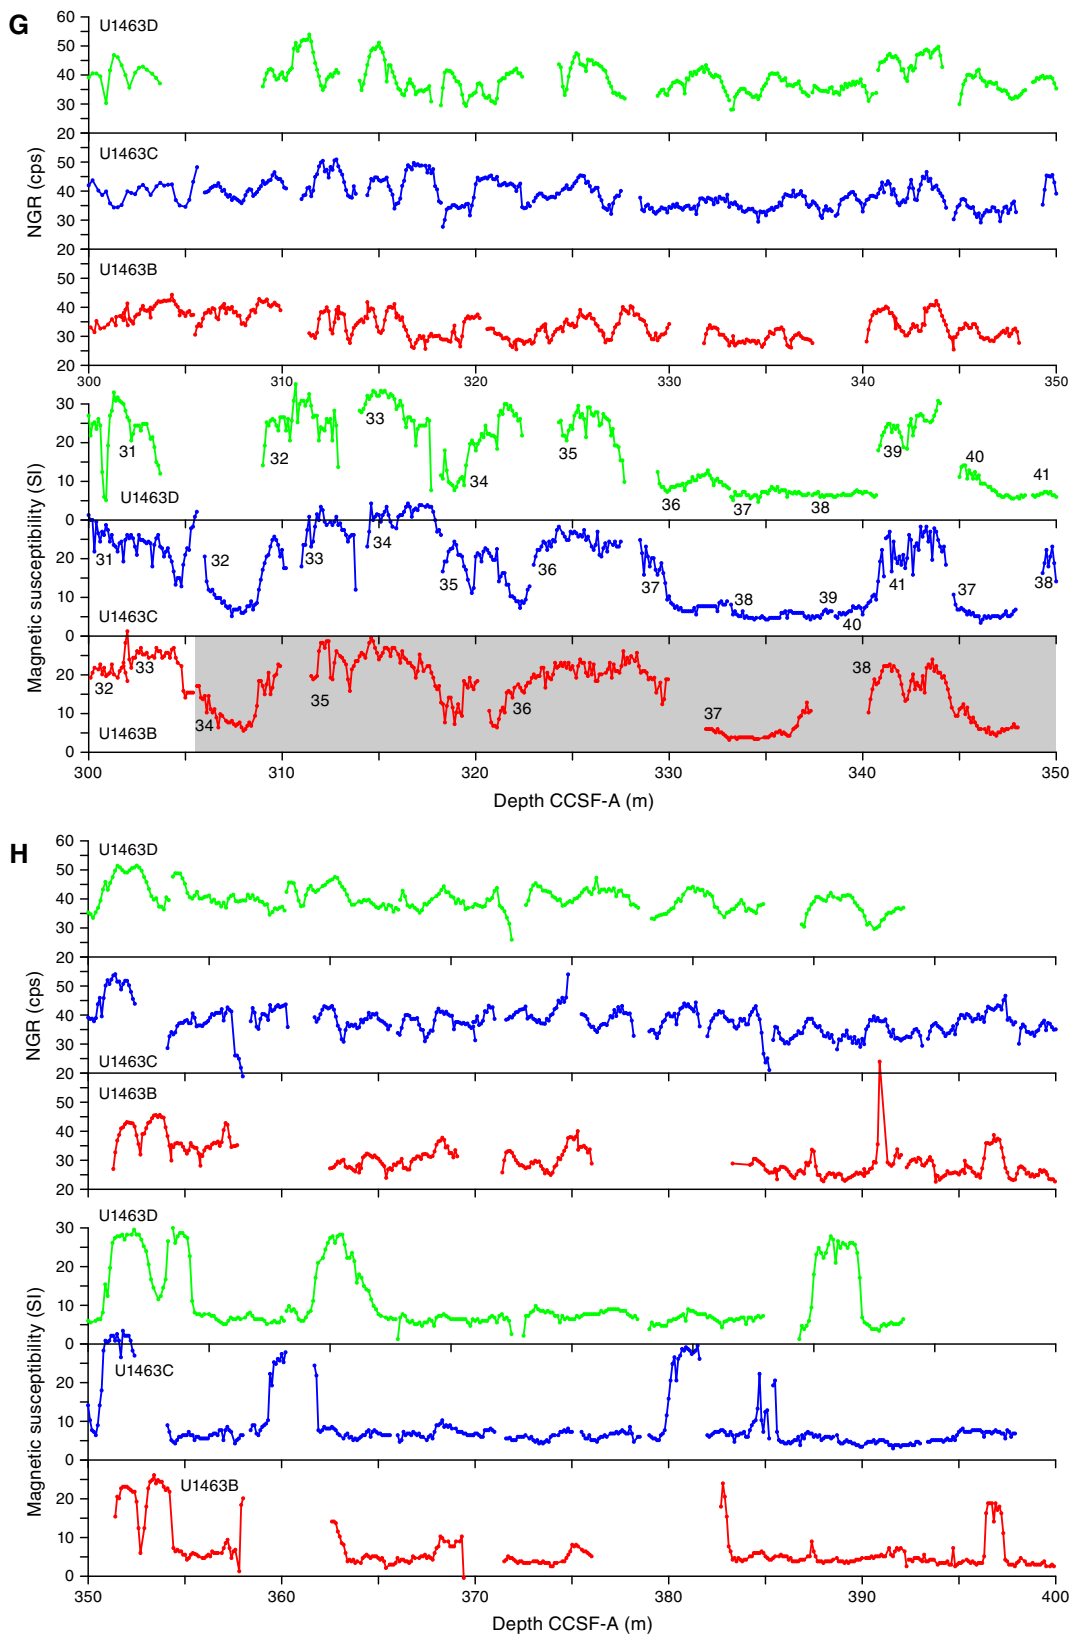 G
60
U1463D
50
40
30
20
U1463C
50
40
30
20
U1463B
50
40
30
20
NGR (cps)
300 310 320 330 340 350
30
20
10
0
31 32 33 34 35 36 37 38 39 40 41
U1463D
20
10
0
31 32 33 34 35 36 37 38 39 40 41 37 38
U1463C
20
10
0
32 33 34 35 36 37 38
U1463B
Magnetic susceptibility (SI)
300 310 320 330 340 350
Depth CCSF-A (m)
H
60
U1463D
50
40
30
20
50
40
30
U1463C
20
U1463B
50
40
30
20
NGR (cps)
U1463D
30
20
10
0
U1463C
20
10
0
U1463B
20
10
0
Magnetic susceptibility (SI)
350 360 370 380 390 400
Depth CCSF-A (m)